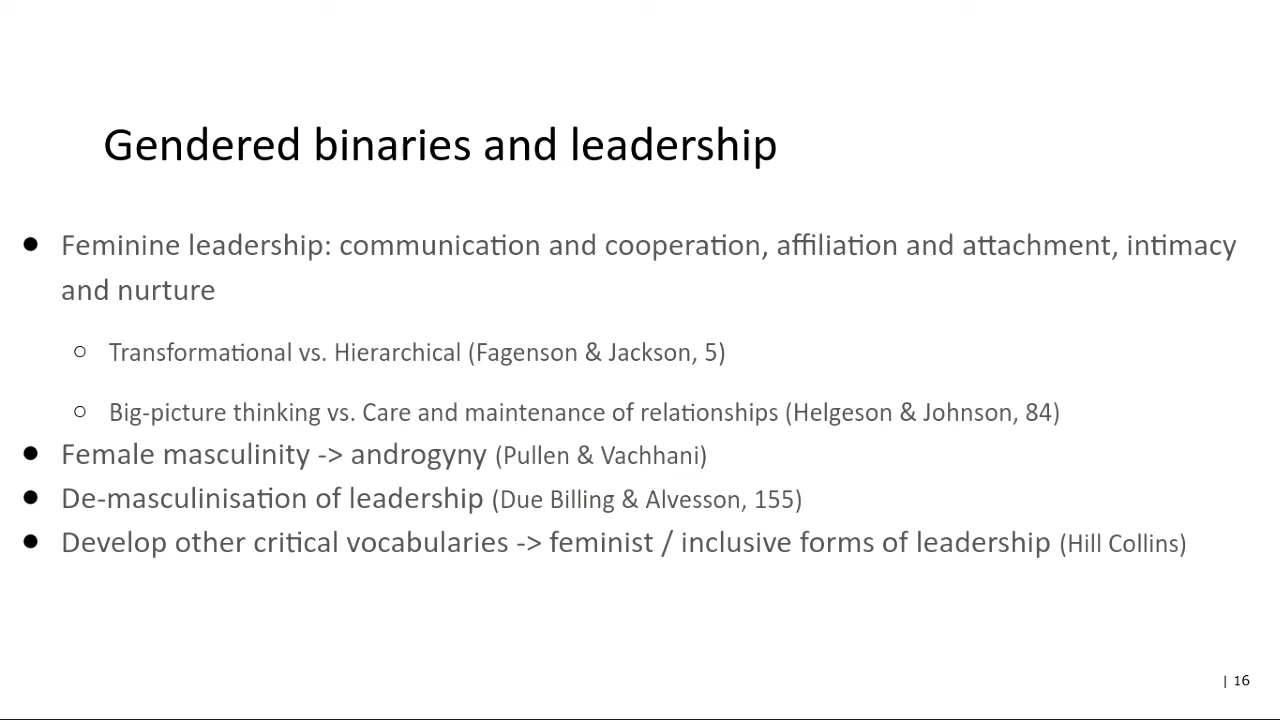 Gendered binaries and leadership
● Feminine leadership: communication and cooperation, affiliation and attachment, intimacy
and nurture
○ Transformational vs. Hierarchical (Fagenson & Jackson, 5)
○ Big-picture thinking vs. Care and maintenance of relationships (Helgeson & Johnson, 84)
● Female masculinity -> androgyny (Pullen & Vachhani)
● De-masculinisation of leadership (Due Billing & Alvesson, 155)
● Develop other critical vocabularies -> feminist / inclusive forms of leadership (Hill Collins)
| 16